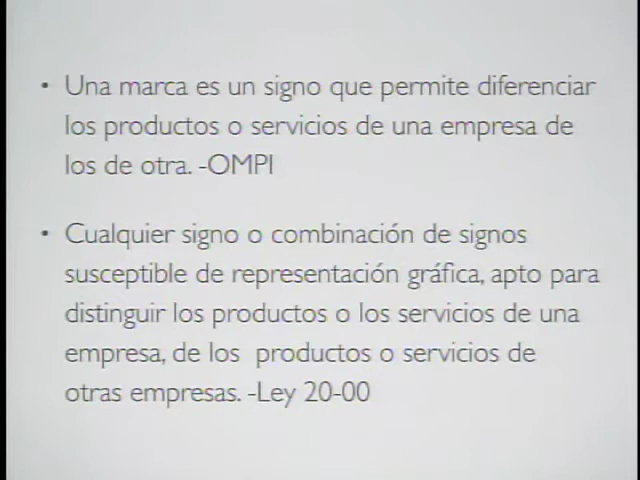 • Una marca es un signo que permite diferenciar
los productos o servicios de una empresa de
los de otra. -OMPI
• Cualquier signo o combinación de signos
susceptible de representación gráfica, apto para
distinguir los productos o los servicios de una
empresa, de los  productos o servicios de
otras empresas. -Ley 20-00